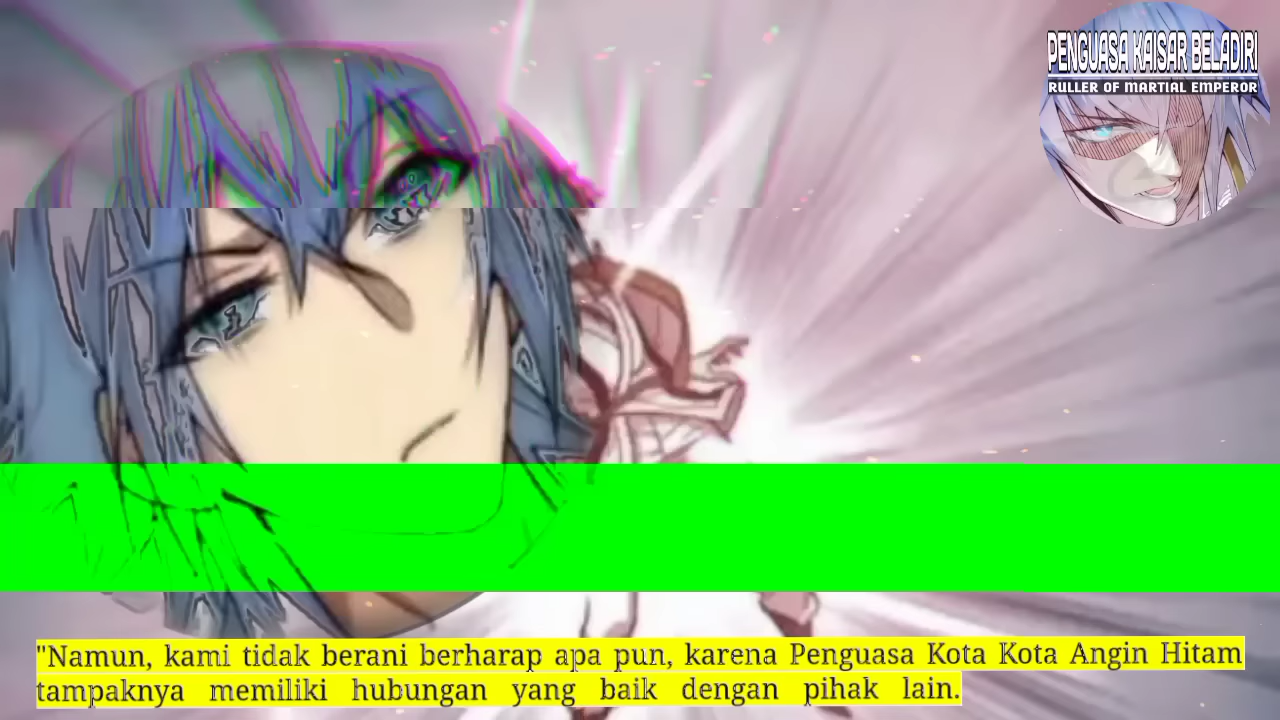 PENGUASA KAISAR BELADIRI
RULLER OF MARTIAL EMPEROR
"Namun, kami tidak berani berharap apa pun, karena Penguasa Kota Kota Angin Hitam
tampaknya memiliki hubungan yang baik dengan pihak lain.